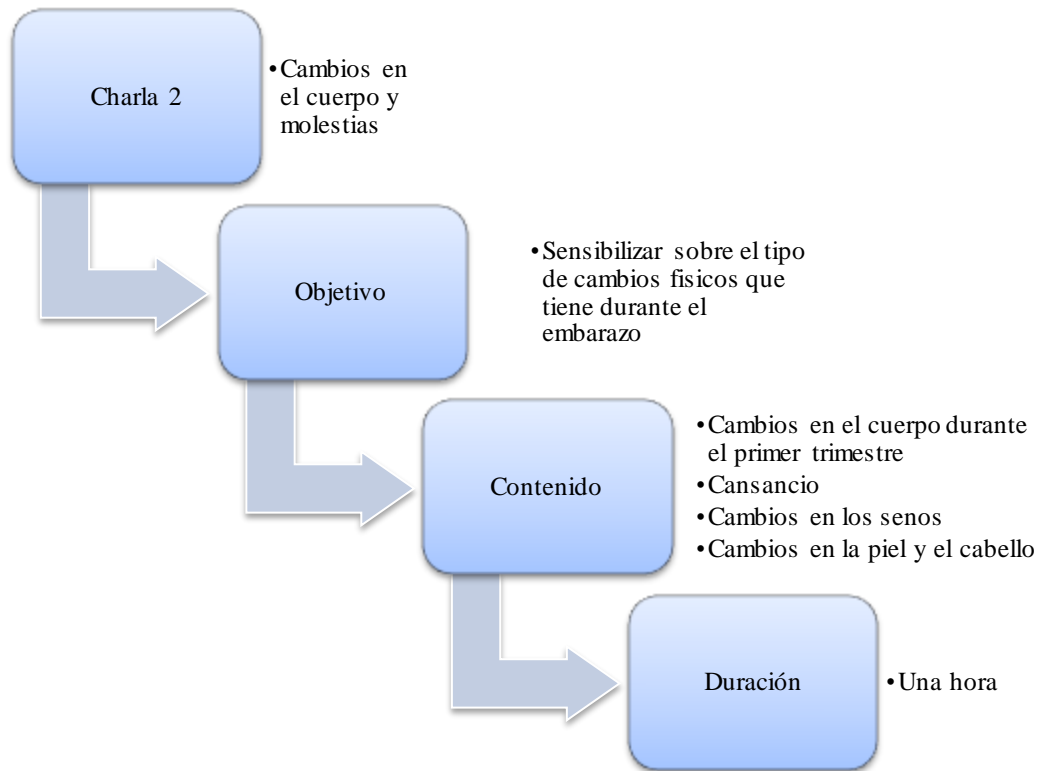 Charla 2
•Cambios en
el cuerpo y
molestias
Objetivo
•Sensibilizar sobre el tipo
de cambios fisicos que
tiene durante el
embarazo
Contenido
•Cambios en el cuerpo durante
el primer trimestre
•Cansancio
•Cambios en los senos
•Cambios en la piel y el cabello
Duración
•Una hora